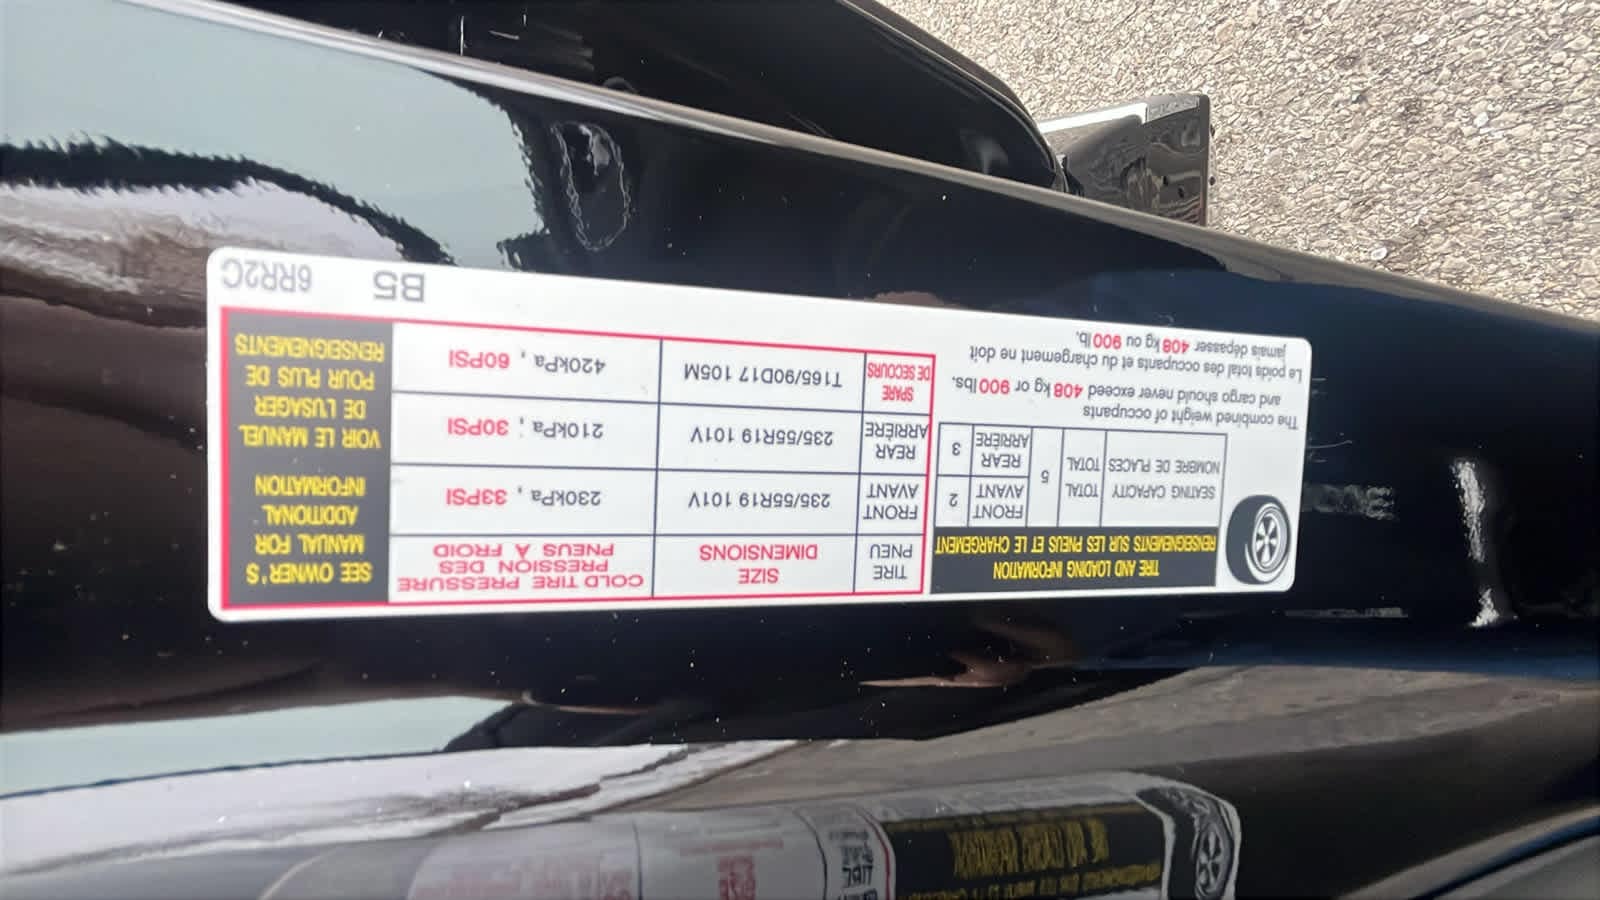 TIRE AND LOADING INFORMATION
RENSEIGNEMENTS SUR LES PNEUS ET LE CHARGEMENT
SEATING CAPACITY
NOMBRE DE PLACES
TOTAL
TOTAL
5
FRONT
AVANT
2
REAR
ARRIÈRE
3
The combined weight of occupants
and cargo should never exceed 408 kg or 900 lbs.
Le poids total des occupants et du chargement ne doit
jamais dépasser 408 kg ou 900 lb.
TIRE
PNEU
SIZE
DIMENSIONS
COLD TIRE PRESSURE
PRESSION DES
PNEUS À FROID
FRONT
AVANT
235/55R19 101V
230kPa , 33PSI
REAR
ARRIÈRE
235/55R19 101V
210kPa , 30PSI
SPARE
DE SECOURS
T165/90D17 105M
420kPa , 60PSI
SEE OWNER'S
MANUAL FOR
ADDITIONAL
INFORMATION
VOIR LE MANUEL
DE L'USAGER
POUR PLUS DE
RENSEIGNEMENTS
B5 6RR2C